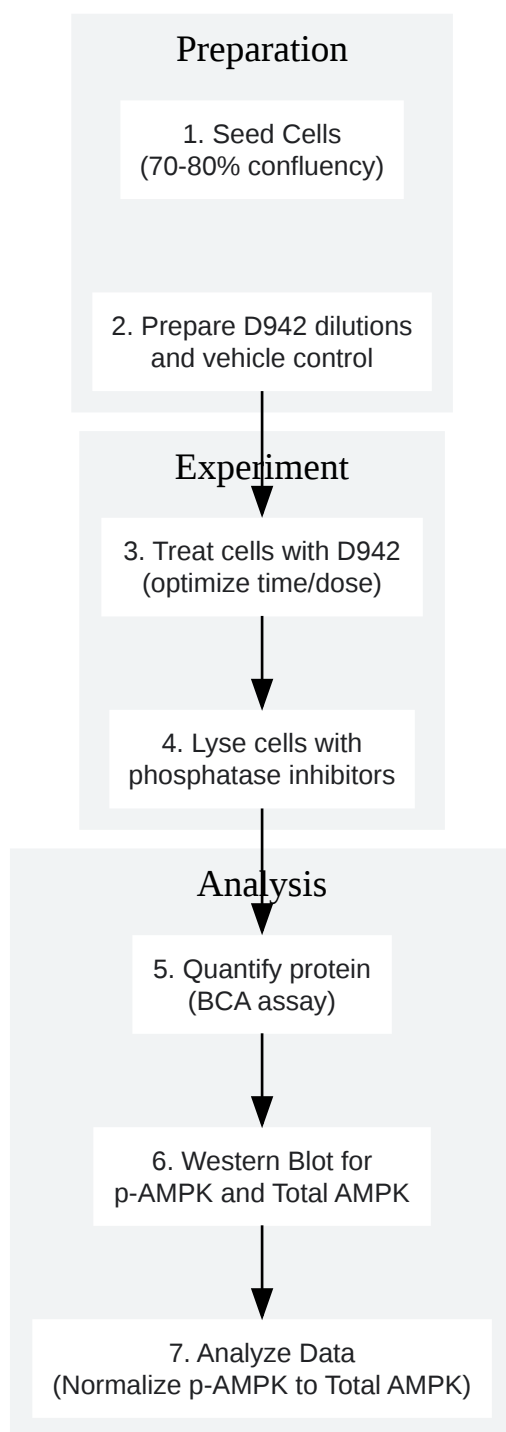 Preparation
1. Seed Cells
(70-80% confluency)
2. Prepare D942 dilutions
and vehicle control
Experiment
3. Treat cells with D942
(optimize time/dose)
4. Lyse cells with
phosphatase inhibitors
Analysis
5. Quantify protein
(BCA assay)
6. Western Blot for
p-AMPK and Total AMPK
7. Analyze Data
(Normalize p-AMPK to Total AMPK)